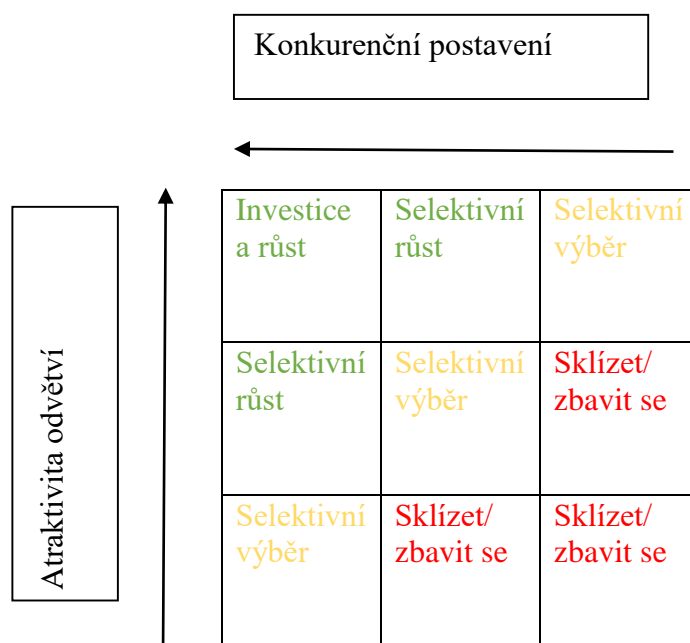 Konkurenční postavení
Atraktivita odvětví
Investice
a růst
Selektivní
růst
Selektivní
výběr
Selektivní
růst
Selektivní
výběr
Sklízet/
zbavit se
Selektivní
výběr
Sklízet/
zbavit se
Sklízet/
zbavit se